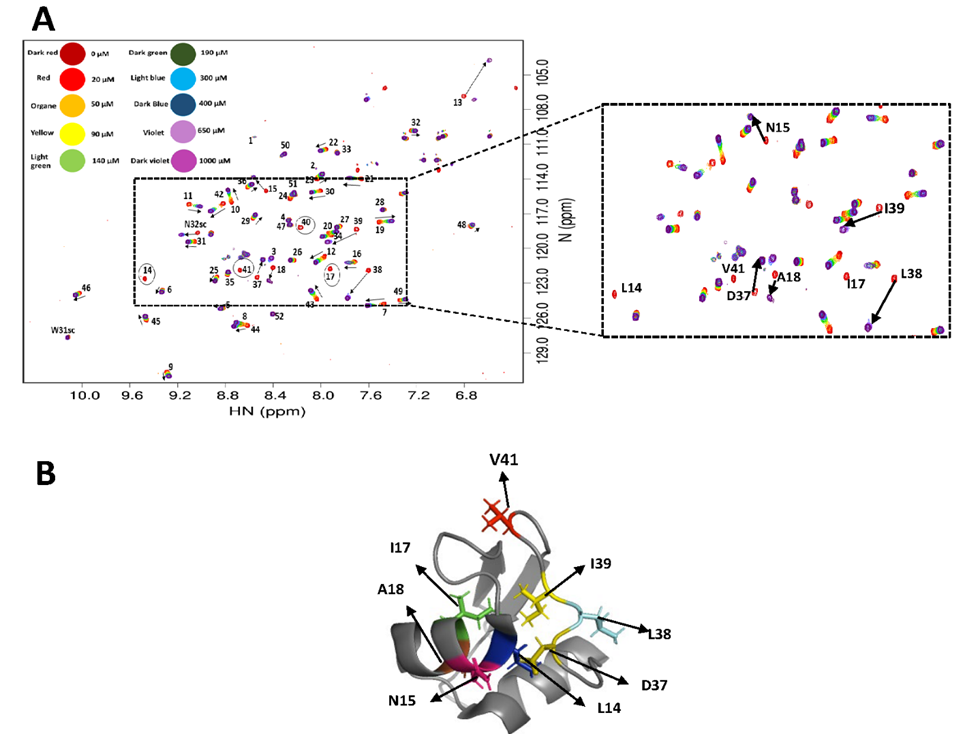 A
Dark red 0 µM Dark green 190 µM
Red 20 µM Light blue 300 µM
Organe 50 µM Dark Blue 400 µM
Yellow 90 µM Violet 650 µM
Light green 140 µM Dark violet 1000 µM
105.0
108.0
111.0
114.0
117.0
120.0
123.0
126.0
129.0
N (ppm)
13
32
1
50
22
33
2
23
21
36
15
51
24
30
11
42
10
28
29
4
47
40
20
27
34
39
19
48
N32sc
31
3
26
12
16
14
25
35
41
37
18
17
38
46
6
43
49
7
5
45
8
44
52
W31sc
9
10.0 9.6 9.2 8.8 8.4 8.0 7.6 7.2 6.8
HN (ppm)
N15
I39
V41
A18
I17
L38
D37
L14
B
V41
I17
I39
A18
L38
D37
N15
L14